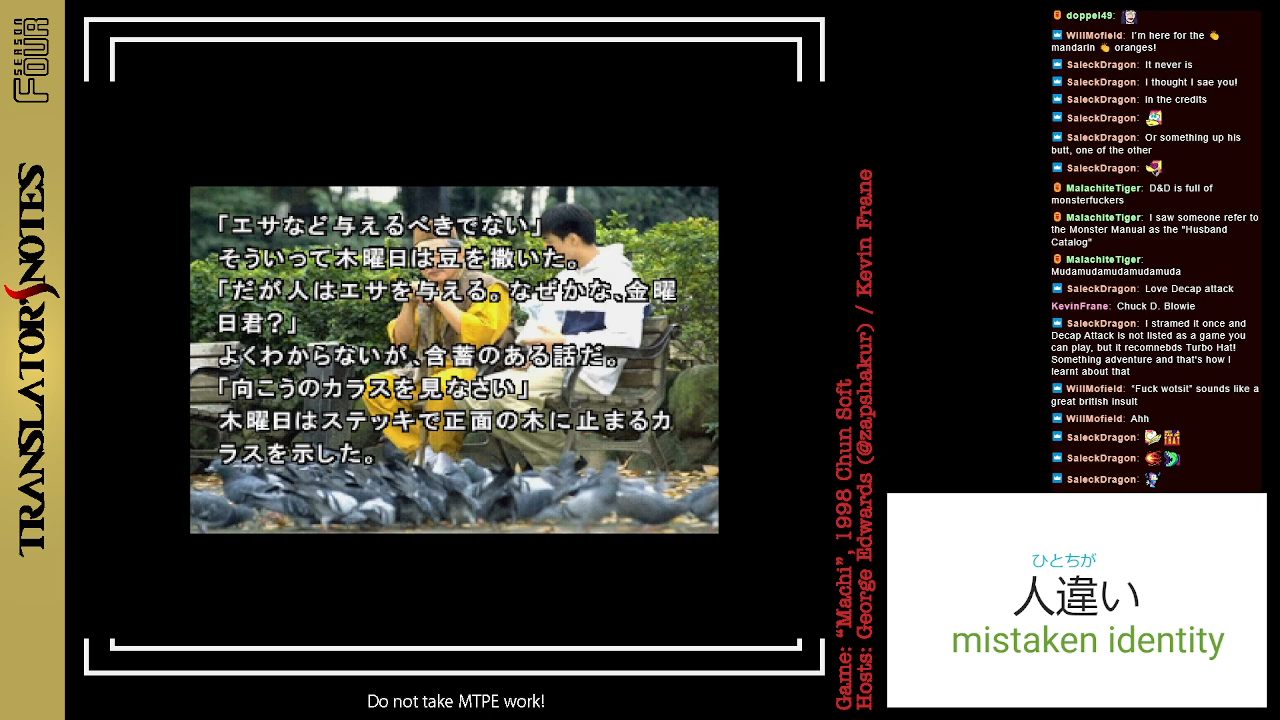 SEASON
FOUR
TRANSLATOR'S NOTES
「エサなど与えるべきでない」
そういって木曜日は豆を撒いた。
「だが人はエサを与える。なぜかな、金曜
日君?」
よくわからないが、含蓄のある話だ。
「向こうのカラスを見なさい」
木曜日はステッキで正面の木に止まるカ
ラスを示した。
Do not take MTPE work!
Game: "Machi", 1998 Chun Soft
Hosts: George Edwards (@zapshakur) / Kevin Frane
doppel49:
WillMofield: I'm here for the 👏
mandarin 👏 oranges!
SaleckDragon: It never is
SaleckDragon: I thought I sae you!
SaleckDragon: In the credits
SaleckDragon:
SaleckDragon: Or something up his
butt, one of the other
SaleckDragon:
MalachiteTiger: D&D is full of
monsterfuckers
MalachiteTiger: I saw someone refer to
the Monster Manual as the "Husband
Catalog"
MalachiteTiger:
Mudamudamudamudamuda
SaleckDragon: Love Decap attack
KevinFrane: Chuck D. Blowie
SaleckDragon: I stramed it once and
Decap Attack is not listed as a game you
can play, but it recomnebds Turbo Hat!
Something adventure and that's how i
learnt about that
WillMofield: "Fuck wotsit" sounds like a
great british insult
WillMofield: Ahh
SaleckDragon:
SaleckDragon:
SaleckDragon:
ひとちが
人違い
mistaken identity